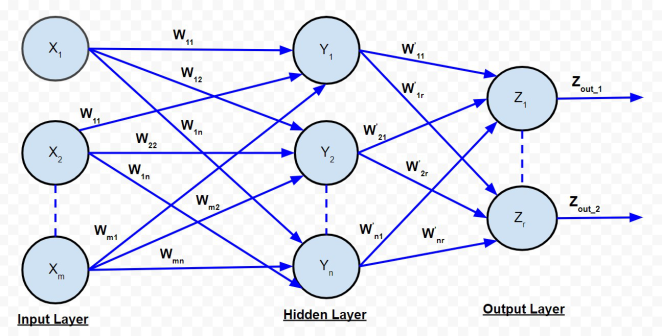 X1
W11
Y1
W'11
W12
W'1r
Z1
Zout_1
W11
W1n
W'21
X2
W22
Y2
W1n
W'2r
Wm2
Zr
Zout_2
Wm1
W'n1
W'nr
Wmn
Xm
Yn
Input Layer
Hidden Layer
Output Layer